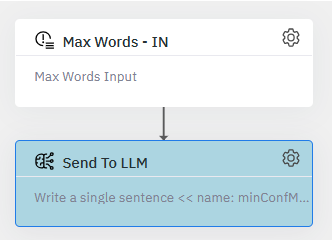 Max Words - IN
Max Words Input
Send To LLM
Write a single sentence << name: minConfM...